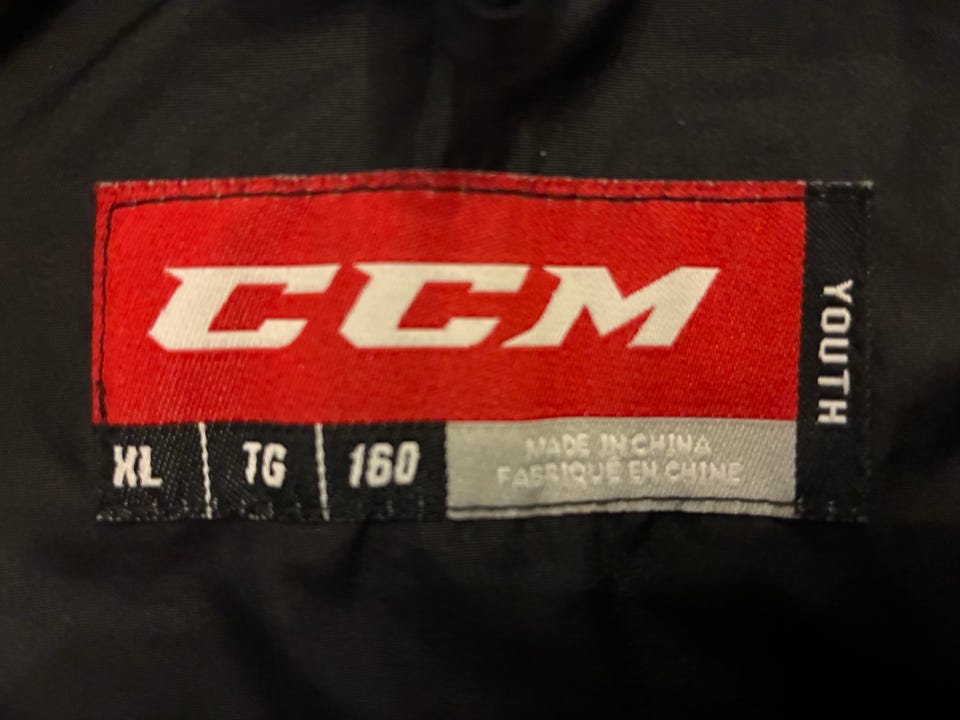 CCM
YOUTH
XL TG 160
MADE IN CHINA
FABRIQUÉ EN CHINE